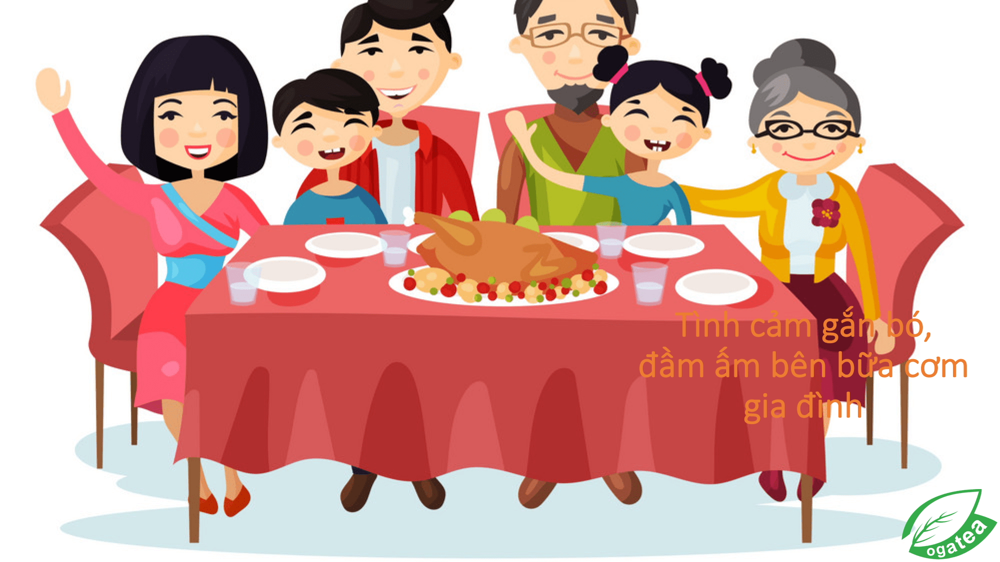 Tình cảm gắn bó,
đầm ấm bên bữa cơm
gia đình
ogatea